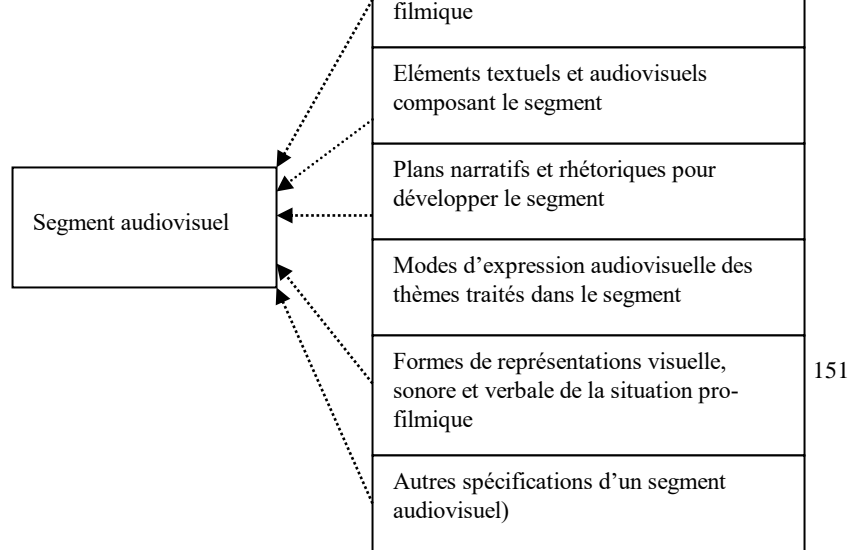 filmique
Eléments textuels et audiovisuels
composant le segment
Plans narratifs et rhétoriques pour
développer le segment
Segment audiovisuel
Modes d’expression audiovisuelle des
thèmes traités dans le segment
Formes de représentations visuelle,
sonore et verbale de la situation pro-
filmique
151
Autres spécifications d’un segment
audiovisuel)